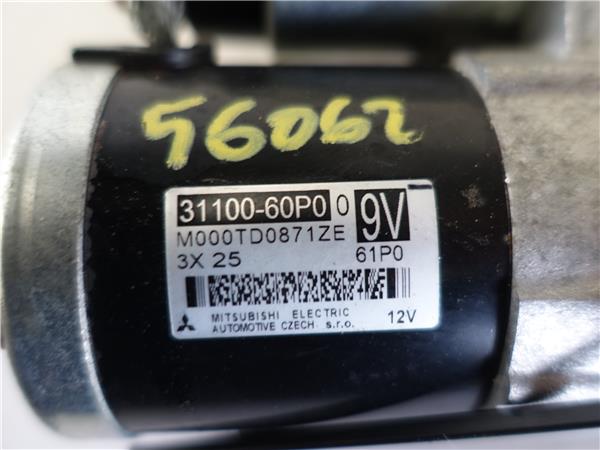 56062
31100-60P0 0 9V
M000TD0871ZE
3X 25 61P0
MITSUBISHI ELECTRIC
AUTOMOTIVE CZECH s.r.o. 12V